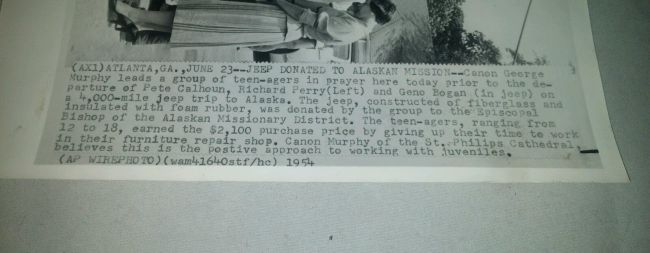 (AX1)ATLANTA,GA.,JUNE 23--JEEP DONATED TO ALASKAN MISSION--Canon George
Murphy leads a group of teen-agers in prayer here today prior to the de-
parture of Pete Calhoun, Richard Perry(Left) and Geno Bogan (in jeep) on
a 4,000-mile jeep trip to Alaska. The jeep, constructed of fiberglass and
insulated with foam rubber, was donated by the group to the Episcopal
Bishop of the Alaskan Missionary District. The teen-agers, ranging from
12 to 18, earned the $2,100 purchase price by giving up their time to work
in their furniture repair shop. Canon Murphy of the St. Philips Cathedral,
believes this is the postive approach to working with juveniles.
(AP WIREPHOTO)(wam41640stf/hc) 1954